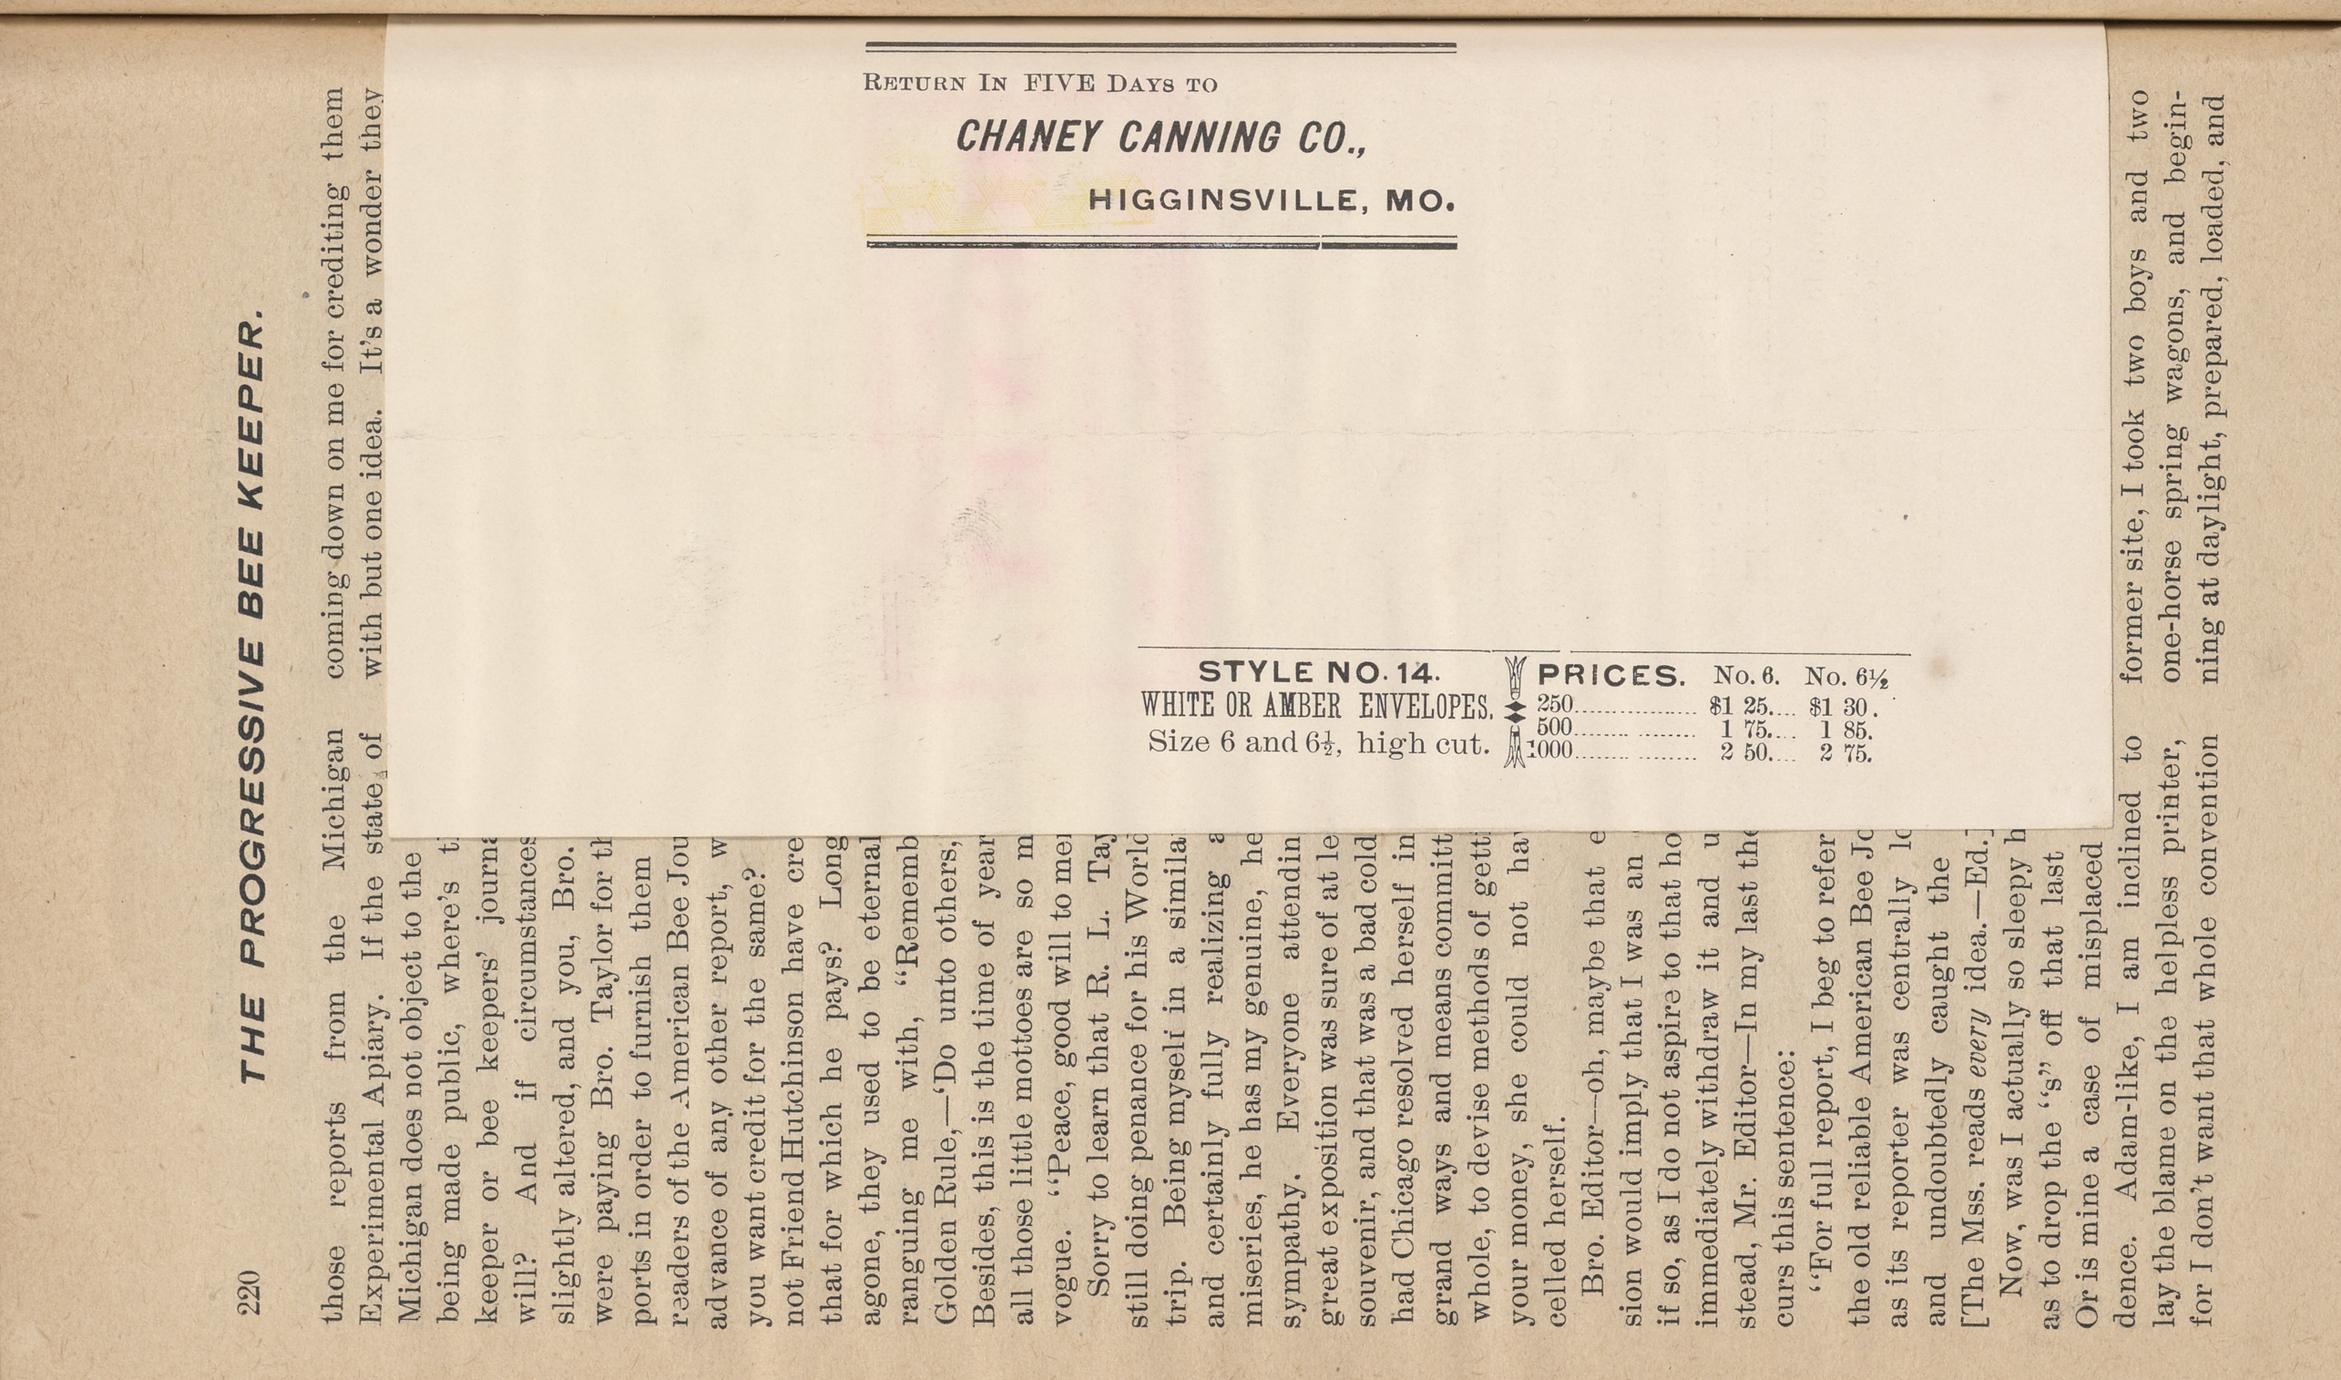 RETURN IN FIVE DAYS TO
CHANEY CANNING CO.,
HIGGINSVILLE, MO.
STYLE NO. 14.
WHITE OR AMBER ENVELOPES.
Size 6 and 6½, high cut.
PRICES. No. 6. No. 6½
250.................... $1 25.... $1 30.
500.................... 1 75.... 1 85.
1000.................... 2 50.... 2 75.
220 THE PROGRESSIVE BEE KEEPER.
those reports from the Michigan
Experimental Apiary. If the state of
Michigan does not object to the
being made public, where's
keeper or bee keepers'
will? And if circumstances
slightly altered, and you, Bro.
were paying Bro. Taylor for
ports in order to furnish them
readers of the American Bee
advance of any other report,
you want credit for the same?
not Friend Hutchinson have
that for which he pays? Long
agone, they used to be eternal
ranguing me with, “Rememb
Golden Rule,—‘Do unto others,
Besides, this is the time of year
all those little mottoes are so
vogue. “Peace, good will to
Sorry to learn that R. L. Tay
still doing penance for his World
trip. Being myself in a simila
and certainly fully realizing
miseries, he has my genuine, he
sympathy. Everyone attendin
great exposition was sure of at le
souvenir, and that was a bad cold
had Chicago resolved herself in
grand ways and means committ
whole, to devise methods of getti
your money, she could not
celled herself.
Bro. Editor—oh, maybe that e
sion would imply that I was an
if so, as I do not aspire to that ho
immediately withdraw it and u
stead, Mr. Editor—In my last the
curs this sentence:
“For full report, I beg to refer
the old reliable American Bee
as its reporter was centrally lo
and undoubtedly caught the
[The Mss. reads every idea.—Ed.]
Now, was I actually so sleepy h
as to drop the “s” off that last
Or is mine a case of misplaced
dence. Adam-like, I am inclined to
lay the blame on the helpless printer,
for I don't want that whole convention
coming down on me for crediting them
with but one idea. It's a wonder they
former site, I took two boys and two
one-horse spring wagons, and begin-
ning at daylight, prepared, loaded, and